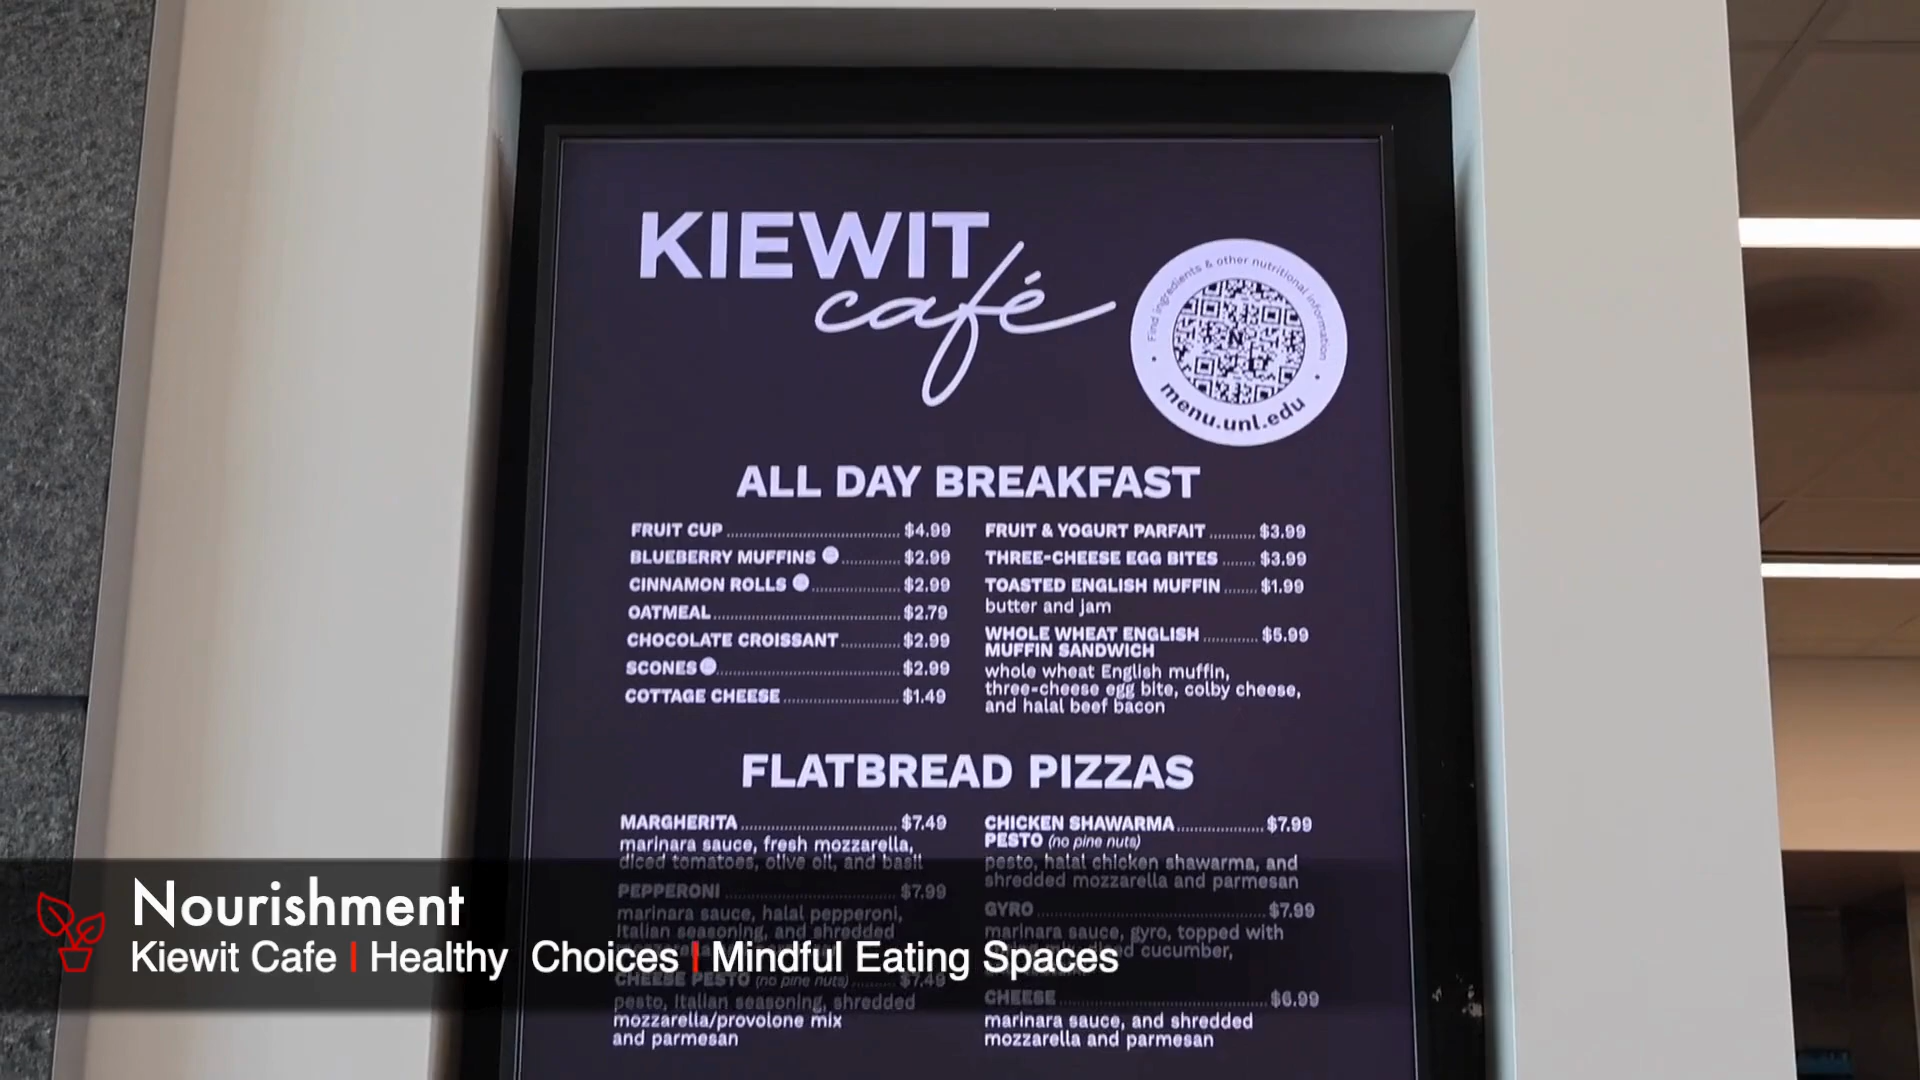 KIEWIT
café
Find ingredients & other nutritional information
menu.unl.edu
ALL DAY BREAKFAST
FRUIT CUP $4.99
BLUEBERRY MUFFINS $2.99
CINNAMON ROLLS $2.99
OATMEAL $2.79
CHOCOLATE CROISSANT $2.99
SCONES $2.99
COTTAGE CHEESE $1.49
FRUIT & YOGURT PARFAIT $3.99
THREE-CHEESE EGG BITES $3.99
TOASTED ENGLISH MUFFIN $1.99
butter and jam
WHOLE WHEAT ENGLISH $5.99
MUFFIN SANDWICH
whole wheat English muffin,
three-cheese egg bite, colby cheese,
and halal beef bacon
FLATBREAD PIZZAS
MARGHERITA $7.49
marinara sauce, fresh mozzarella,
diced tomatoes, olive oil, and basil
PEPPERONI $7.99
marinara sauce, halal pepperoni,
Italian seasoning, and shredded
CHEESE PESTO (no pine nuts) $7.49
pesto, Italian seasoning, shredded
mozzarella/provolone mix
and parmesan
CHICKEN SHAWARMA $7.99
PESTO (no pine nuts)
pesto, halal chicken shawarma, and
shredded mozzarella and parmesan
GYRO $7.99
marinara sauce, gyro, topped with
cucumber,
CHEESE $6.99
marinara sauce, and shredded
mozzarella and parmesan
Nourishment
Kiewit Cafe | Healthy Choices | Mindful Eating Spaces